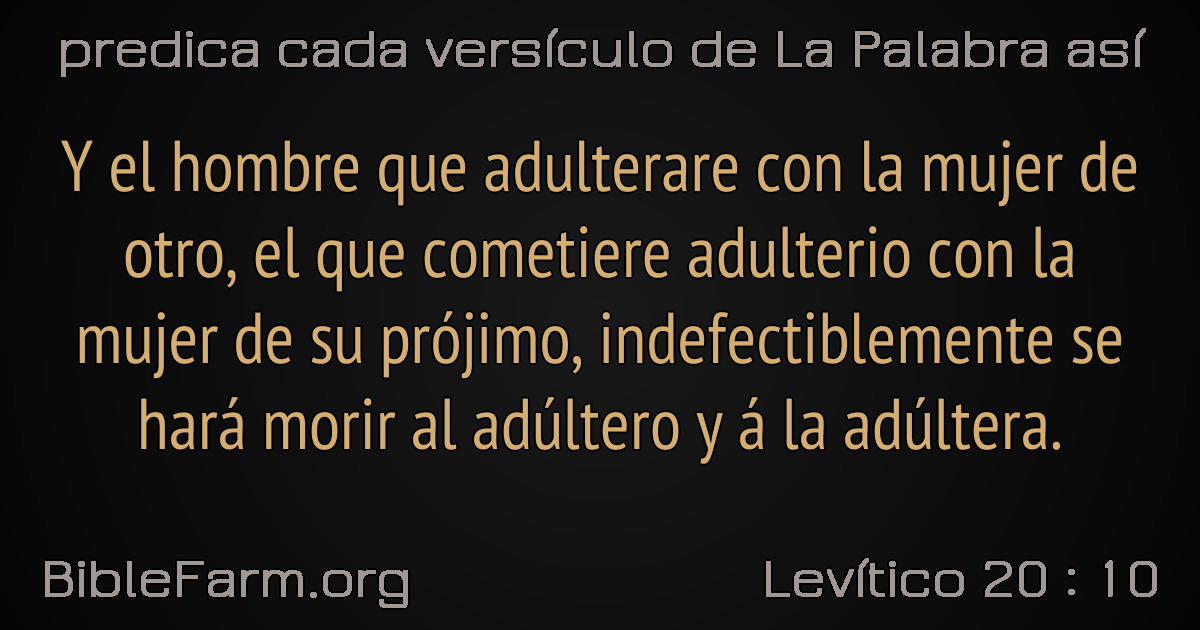 predica cada versículo de La Palabra así
Y el hombre que adulterare con la mujer de
otro, el que cometiere adulterio con la
mujer de su prójimo, indefectiblemente se
hará morir al adúltero y á la adúltera.
BibleFarm.org
Levítico 20 : 10